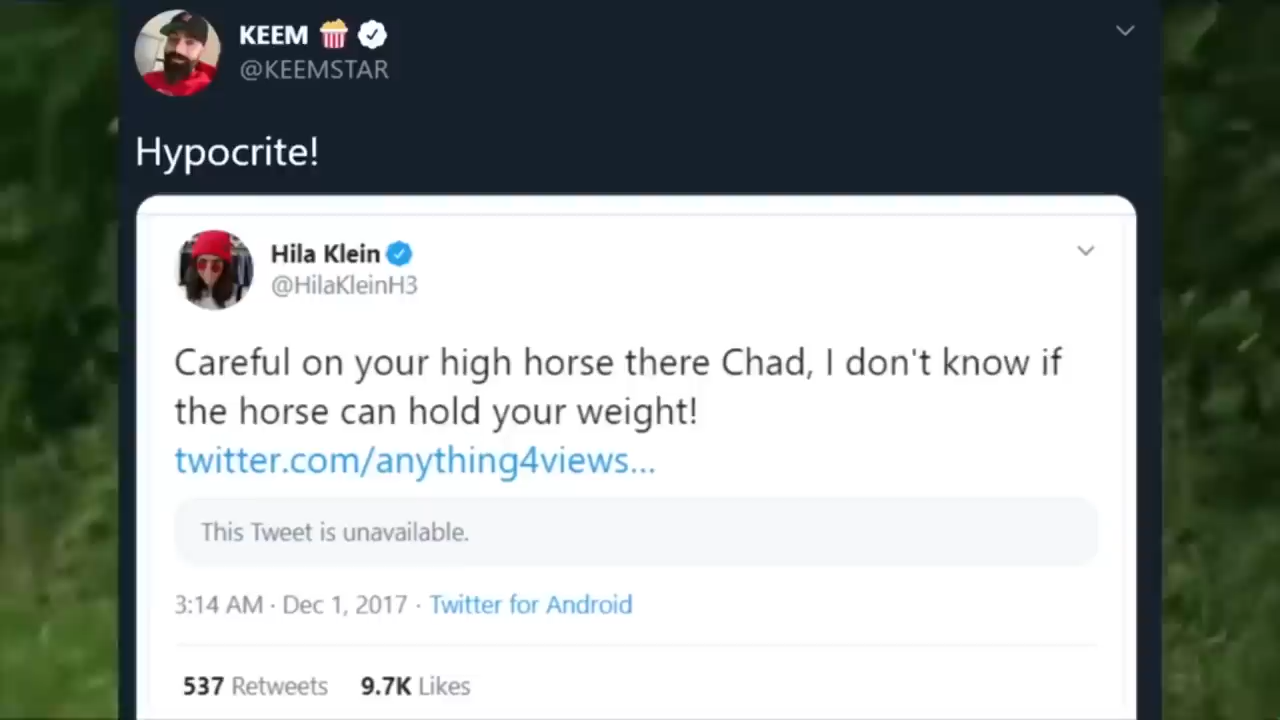 KEEM 🍿
@KEEMSTAR
Hypocrite!
Hila Klein
@HilaKleinH3
Careful on your high horse there Chad, I don't know if
the horse can hold your weight!
twitter.com/anything4views...
This Tweet is unavailable.
3:14 AM · Dec 1, 2017 · Twitter for Android
537 Retweets 9.7K Likes